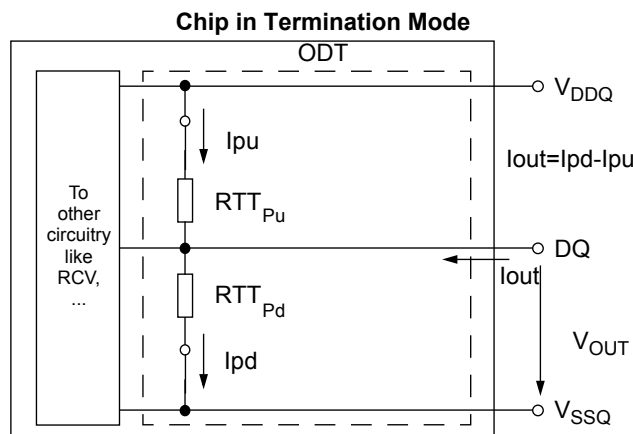 Chip in Termination Mode
ODT
V_DDQ
Ipu
Iout=Ipd-Ipu
To
other
circuitry
like
RCV,
...
RTT_Pu
DQ
Iout
RTT_Pd
V_OUT
Ipd
V_SSQ